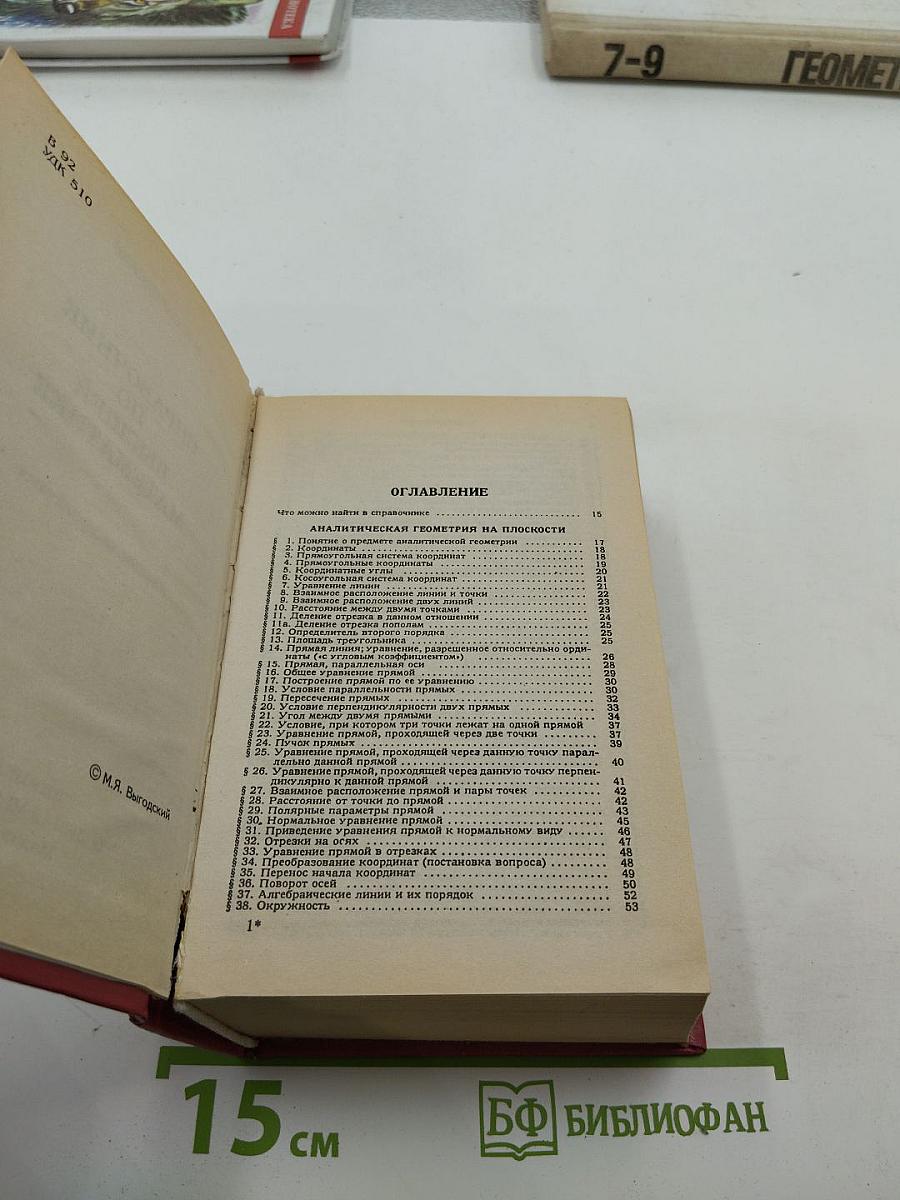 ОТЕКА
7-9
ГЕОМЕТ
В 92
УДК 510
© М.Я. Выгодский
ОГЛАВЛЕНИЕ
Что можно найти в справочнике ........ 15
АНАЛИТИЧЕСКАЯ ГЕОМЕТРИЯ НА ПЛОСКОСТИ
§ 1. Понятие о предмете аналитической геометрии ........ 17
§ 2. Координаты ........ 18
§ 3. Прямоугольная система координат ........ 18
§ 4. Прямоугольные координаты ........ 19
§ 5. Координатные углы ........ 20
§ 6. Косоугольная система координат ........ 21
§ 7. Уравнение линии ........ 21
§ 8. Взаимное расположение линии и точки ........ 22
§ 9. Взаимное расположение двух линий ........ 23
§ 10. Расстояние между двумя точками ........ 23
§ 11. Деление отрезка в данном отношении ........ 24
§ 11а. Деление отрезка пополам ........ 25
§ 12. Определитель второго порядка ........ 25
§ 13. Площадь треугольника ........ 25
§ 14. Прямая линия; уравнение, разрешенное относительно орди-
наты («с угловым коэффициентом») ........ 26
§ 15. Прямая, параллельная оси ........ 28
§ 16. Общее уравнение прямой ........ 29
§ 17. Построение прямой по ее уравнению ........ 30
§ 18. Условие параллельности прямых ........ 30
§ 19. Пересечение прямых ........ 32
§ 20. Условие перпендикулярности двух прямых ........ 33
§ 21. Угол между двумя прямыми ........ 34
§ 22. Условие, при котором три точки лежат на одной прямой 37
§ 23. Уравнение прямой, проходящей через две точки ........ 37
§ 24. Пучок прямых ........ 39
§ 25. Уравнение прямой, проходящей через данную точку парал-
лельно данной прямой ........ 40
§ 26. Уравнение прямой, проходящей через данную точку перпен-
дикулярно к данной прямой ........ 41
§ 27. Взаимное расположение прямой и пары точек ........ 42
§ 28. Расстояние от точки до прямой ........ 42
§ 29. Полярные параметры прямой ........ 43
§ 30. Нормальное уравнение прямой ........ 45
§ 31. Приведение уравнения прямой к нормальному виду ........ 46
§ 32. Отрезки на осях ........ 47
§ 33. Уравнение прямой в отрезках ........ 48
§ 34. Преобразование координат (постановка вопроса) ........ 48
§ 35. Перенос начала координат ........ 49
§ 36. Поворот осей ........ 50
§ 37. Алгебраические линии и их порядок ........ 52
§ 38. Окружность ........ 53
1*
15 см
БФ БИБЛИОФАН